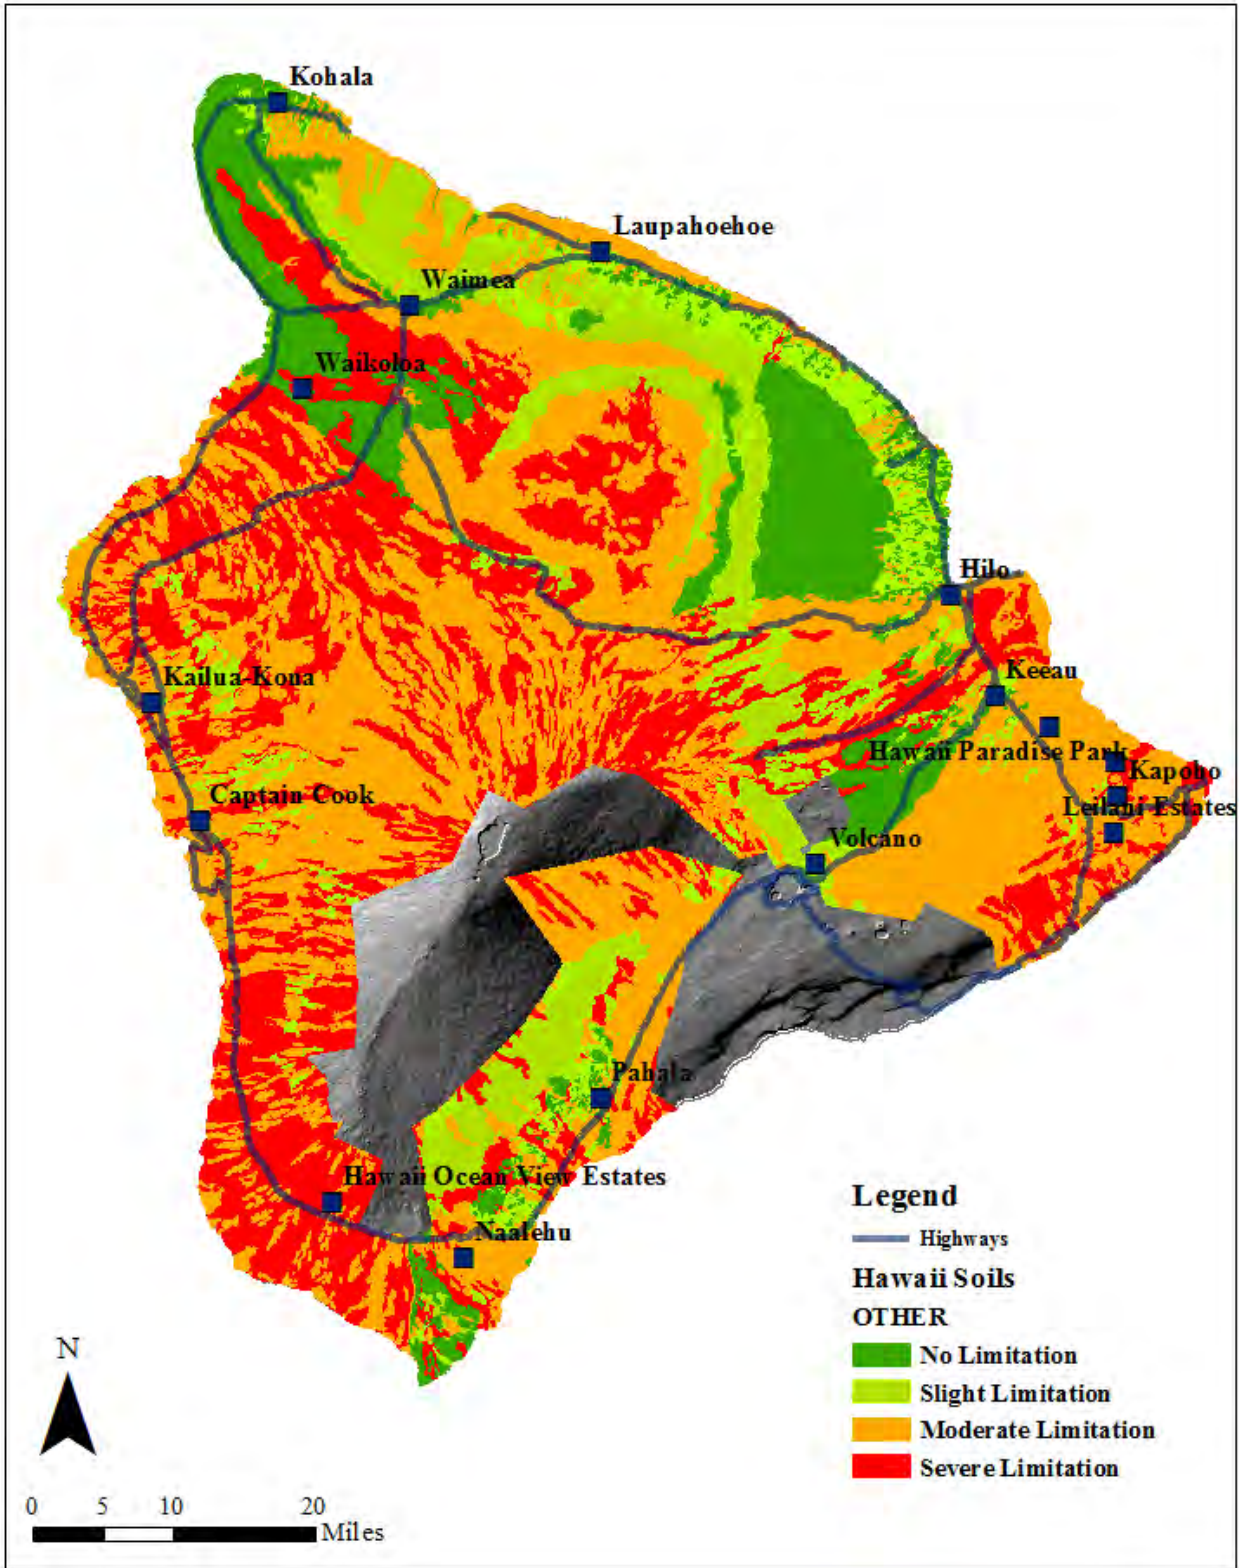 Kohala
Laupahoehoe
Waimea
Waikoloa
Hilo
Kailua-Kona
Keeau
Hawaii Paradise Park
Kapoho
Captain Cook
Leilani Estates
Volcano
Pahala
Hawaii Ocean View Estates
Naalehu
Legend
Highways
Hawaii Soils
OTHER
No Limitation
Slight Limitation
Moderate Limitation
Severe Limitation
N
0 5 10 20
Miles